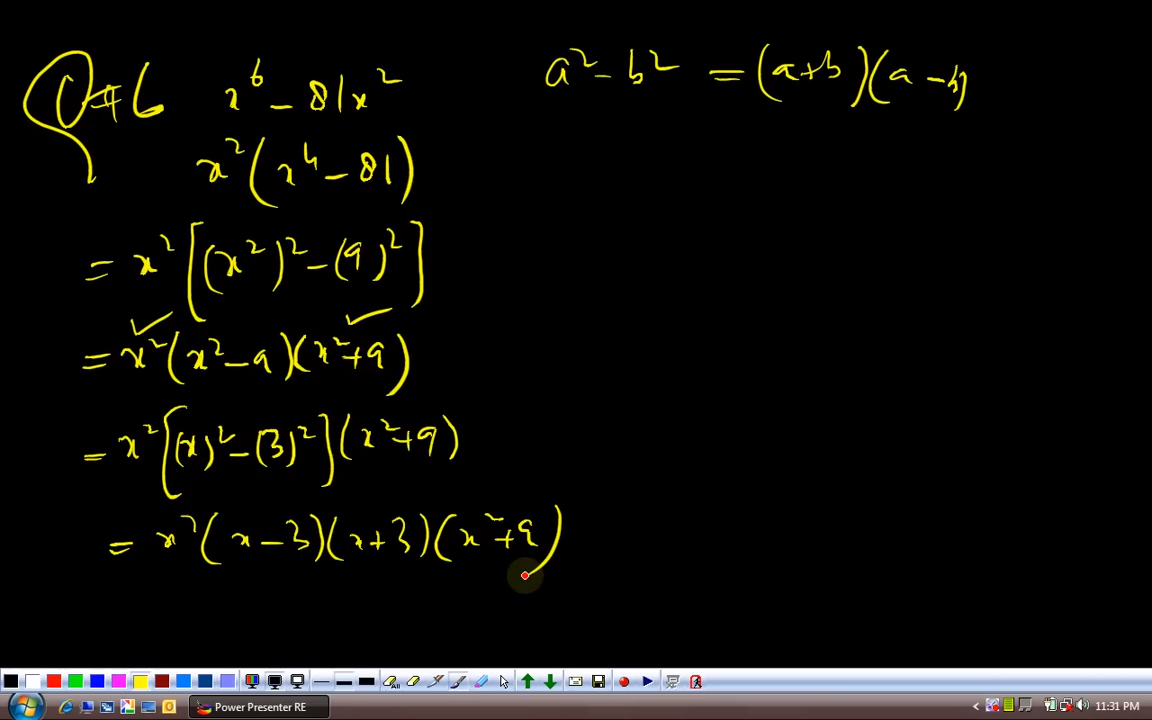 Q#6 x⁶ - 81x²
a² - b² = (a+b)(a-b)
x²(x⁴ - 81)
= x²[(x²)² - (9)²]
= x²(x² - 9)(x² + 9)
= x²[(x)² - (3)²](x² + 9)
= x²(x - 3)(x + 3)(x² + 9)
Power Presenter RE
11:31 PM